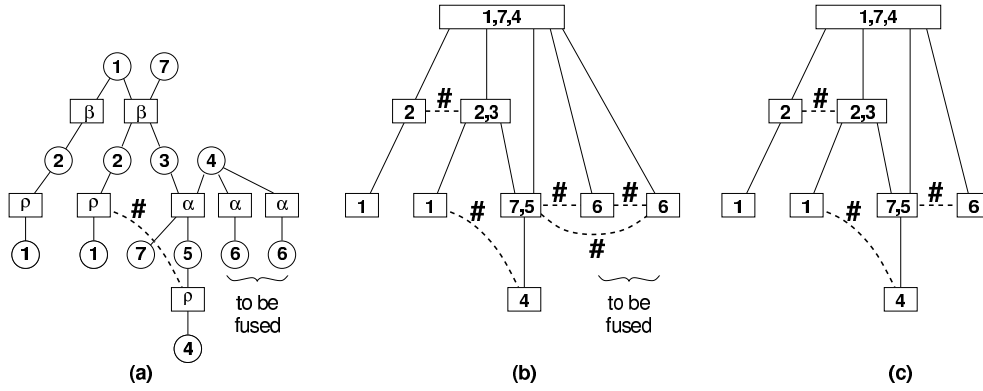 1 7
β β
2 2 3 4
ρ ρ # α α α
1 1 7 5 6 6
ρ
to be
fused
4
(a)
1,7,4
2 # 2,3
1 1 # 7,5 # 6 # 6
#
4
to be
fused
(b)
1,7,4
2 # 2,3
1 1 # 7,5 # 6
4
(c)